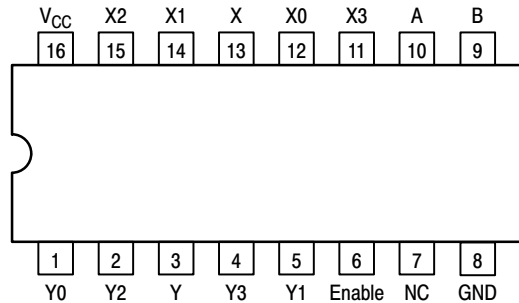 V_CC X2 X1 X X0 X3 A B
16 15 14 13 12 11 10 9
1 2 3 4 5 6 7 8
Y0 Y2 Y Y3 Y1 Enable NC GND